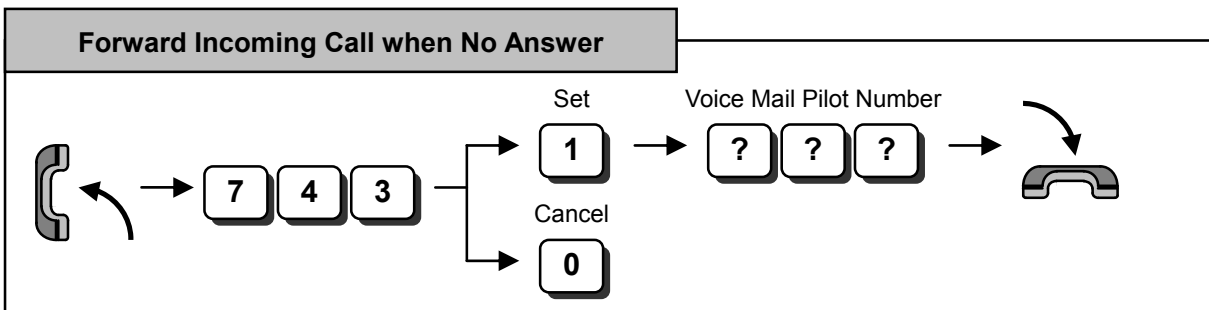 Forward Incoming Call when No Answer
Set Voice Mail Pilot Number
7 4 3 1 ? ? ?
Cancel
0